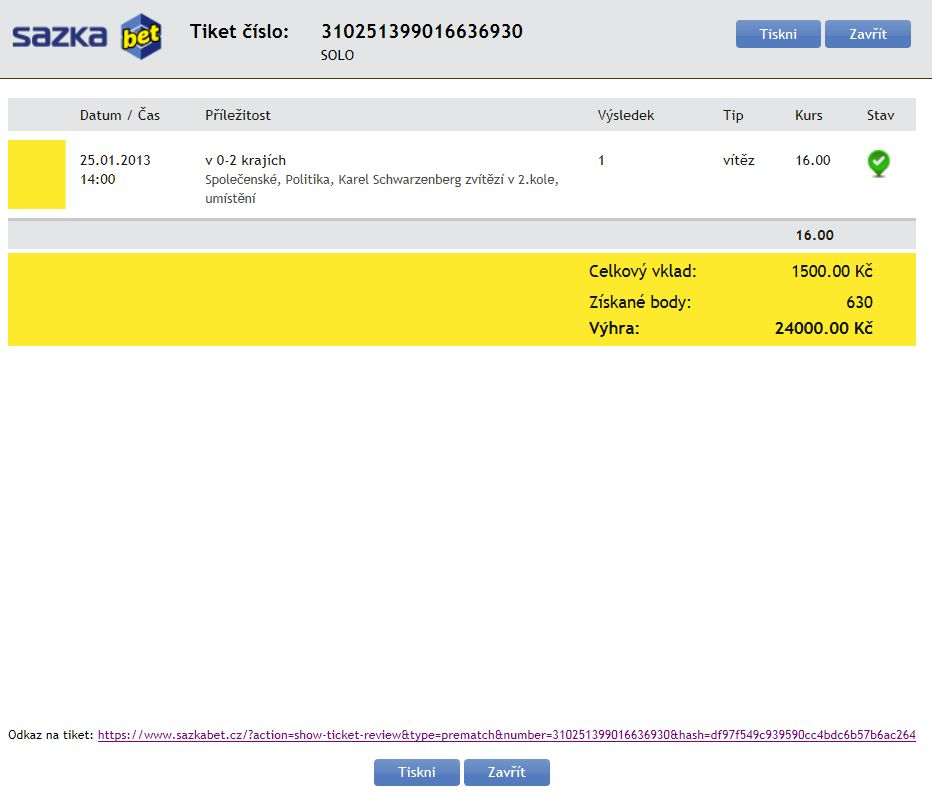 sazka bet Tiket číslo: 310251399016636930 Tiskni Zavřít
SOLO
Datum / Čas Příležitost Výsledek Tip Kurs Stav
25.01.2013 v 0-2 krajích 1 vítěz 16.00
14:00 Společenské, Politika, Karel Schwarzenberg zvítězí v 2.kole,
umístění
16.00
Celkový vklad: 1500.00 Kč
Získané body: 630
Výhra: 24000.00 Kč
Odkaz na tiket: https://www.sazkabet.cz/?action=show-ticket-review&type=prematch&number=310251399016636930&hash=df97f549c939590cc4bdc6b57b6ac264
Tiskni Zavřít